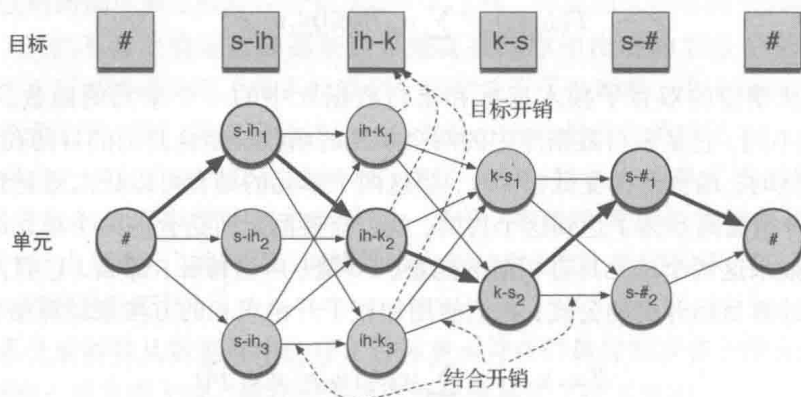 目标 # s-ih ih-k k-s s-# #
目标开销
s-ih₁ ih-k₁
k-s₁ s-#₁
单元 # s-ih₂ ih-k₂ #
k-s₂ s-#₂
s-ih₃ ih-k₃
结合开销